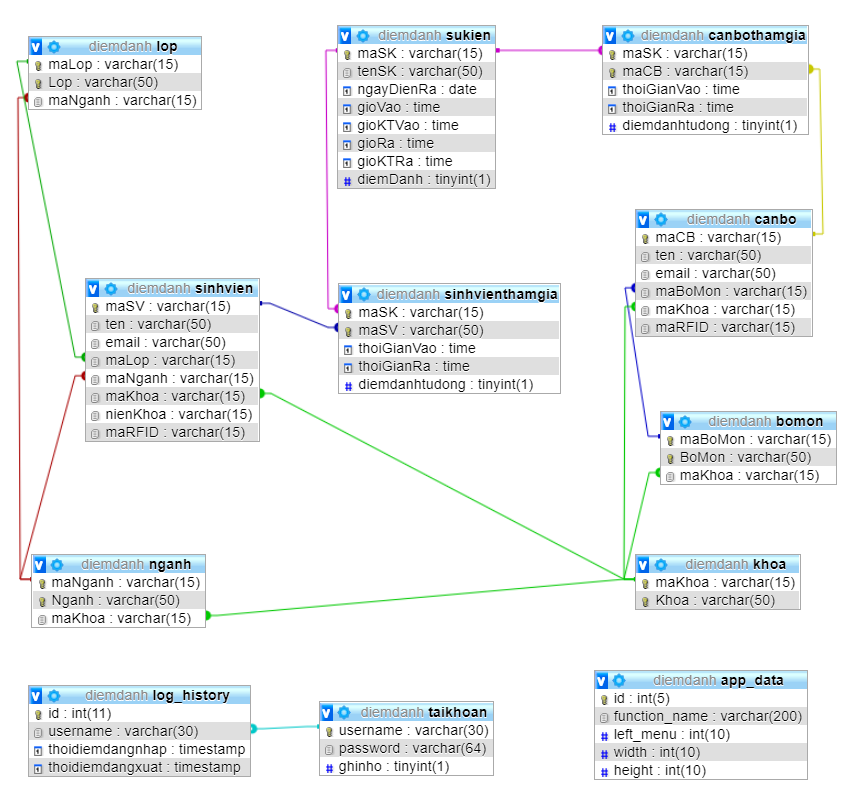 diemdanh lop
maLop : varchar(15)
Lop : varchar(50)
maNganh : varchar(15)
diemdanh sukien
maSK : varchar(15)
tenSK : varchar(50)
ngayDienRa : date
gioVao : time
gioKTVao : time
gioRa : time
gioKTRa : time
diemDanh : tinyint(1)
diemdanh canbothamgia
maSK : varchar(15)
maCB : varchar(15)
thoiGianVao : time
thoiGianRa : time
diemdanhtudong : tinyint(1)
diemdanh canbo
maCB : varchar(15)
ten : varchar(50)
email : varchar(50)
maBoMon : varchar(15)
maKhoa : varchar(15)
maRFID : varchar(15)
diemdanh sinhvien
maSV : varchar(15)
ten : varchar(50)
email : varchar(50)
maLop : varchar(15)
maNganh : varchar(15)
maKhoa : varchar(15)
nienKhoa : varchar(15)
maRFID : varchar(15)
diemdanh sinhvienthamgia
maSK : varchar(15)
maSV : varchar(50)
thoiGianVao : time
thoiGianRa : time
diemdanhtudong : tinyint(1)
diemdanh bomon
maBoMon : varchar(15)
BoMon : varchar(50)
maKhoa : varchar(15)
diemdanh nganh
maNganh : varchar(15)
Nganh : varchar(50)
maKhoa : varchar(15)
diemdanh khoa
maKhoa : varchar(15)
Khoa : varchar(50)
diemdanh log_history
id : int(11)
username : varchar(30)
thoidiemdangnhap : timestamp
thoidiemdangxuat : timestamp
diemdanh taikhoan
username : varchar(30)
password : varchar(64)
ghinho : tinyint(1)
diemdanh app_data
id : int(5)
function_name : varchar(200)
left_menu : int(10)
width : int(10)
height : int(10)